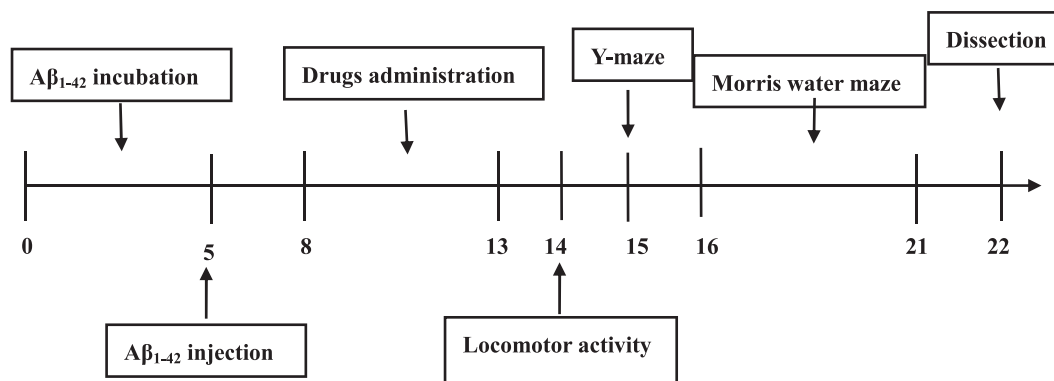 Aβ₁₋₄₂ incubation
Drugs administration
Y-maze
Morris water maze
Dissection
0
5
8
13
14
15
16
21
22
Aβ₁₋₄₂ injection
Locomotor activity